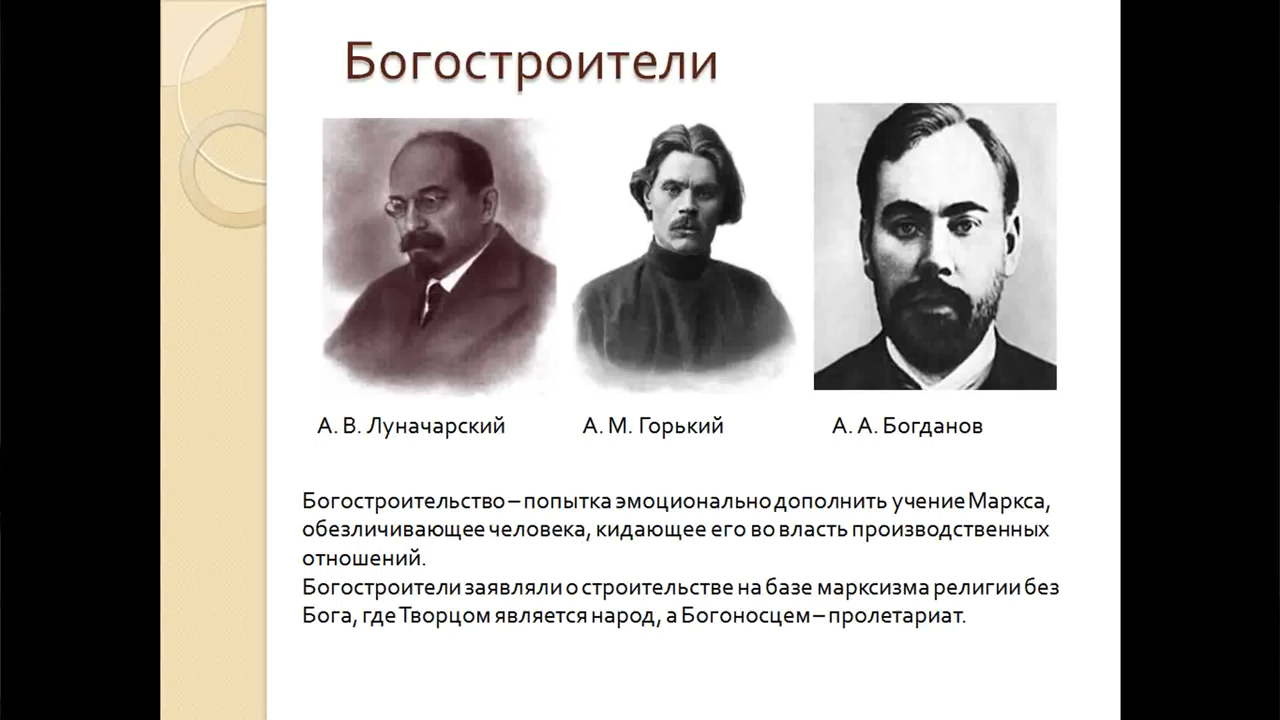 Богостроители
А. В. Луначарский
А. М. Горький
А. А. Богданов
Богостроительство – попытка эмоционально дополнить учение Маркса,
обезличивающее человека, кидающее его во власть производственных
отношений.
Богостроители заявляли о строительстве на базе марксизма религии без
Бога, где Творцом является народ, а Богоносцем – пролетариат.